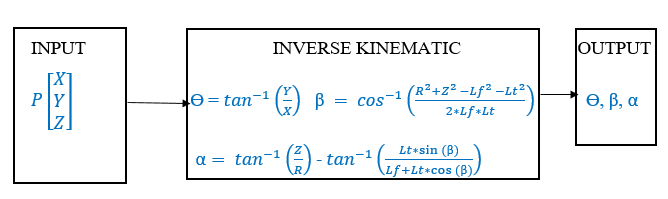 INPUT
P [X Y Z]
INVERSE KINEMATIC
Ɵ = tan⁻¹ (Y/X) β = cos⁻¹ ((R²+Z²−Lf²−Lt²)/(2*Lf*Lt))
α = tan⁻¹ (Z/R) - tan⁻¹ ((Lt*sin (β))/(Lf+Lt*cos (β)))
OUTPUT
Ɵ, β, α